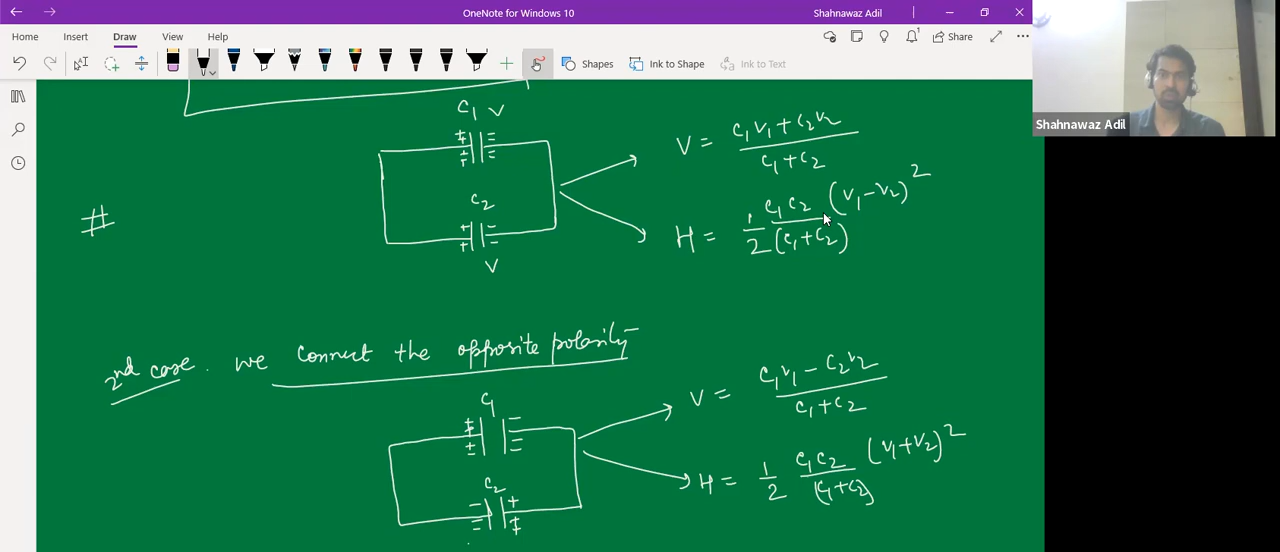 OneNote for Windows 10
Shahnawaz Adil
Home Insert Draw View Help
Share
Shapes Ink to Shape Ink to Text
Shahnawaz Adil
C1 V
+ =
+ =
V = C1V1 + C2V2 / C1 + C2
#
C2
+ =
+ -
V
H = 1/2 C1C2/(C1+C2) (V1-V2)^2
2nd case. We connect the opposite polarity-
C1
V = C1V1 - C2V2 / C1 + C2
C2
H = 1/2 C1C2/(C1+C2) (V1+V2)^2